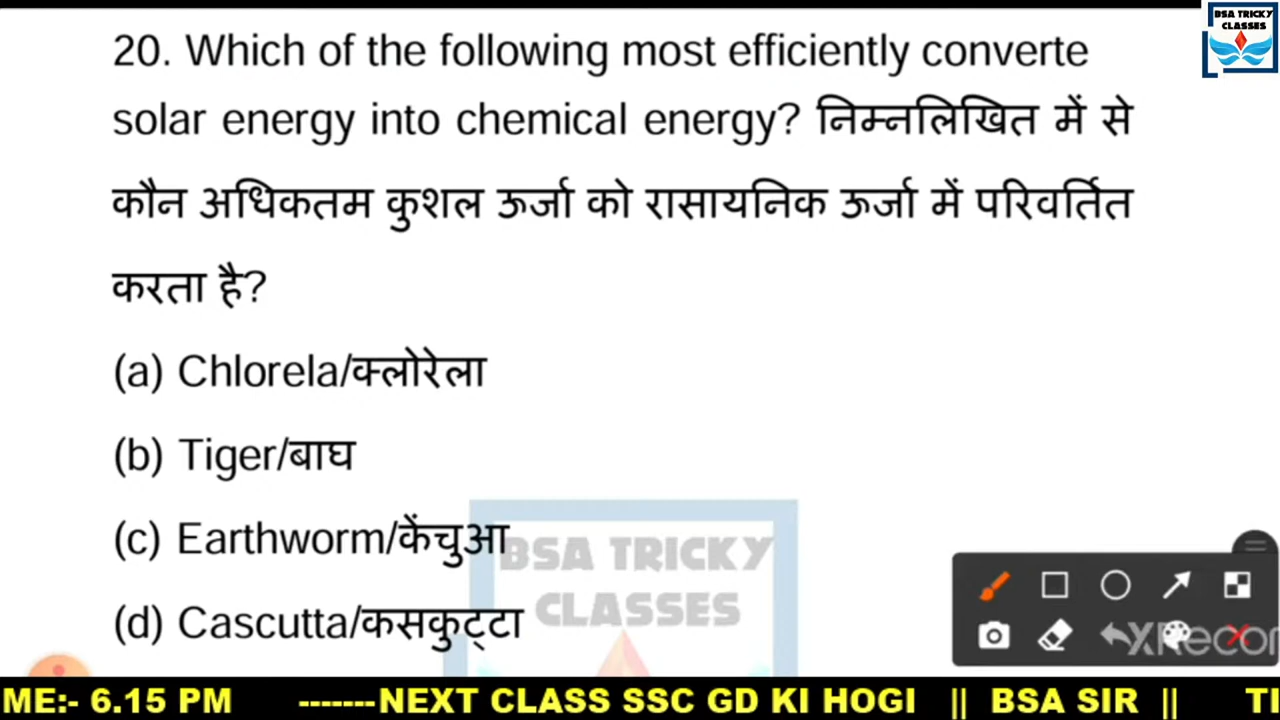 BSA TRICKY
CLASSES
20. Which of the following most efficiently converte
solar energy into chemical energy? निम्नलिखित में से
कौन अधिकतम कुशल ऊर्जा को रासायनिक ऊर्जा में परिवर्तित
करता है?
(a) Chlorela/क्लोरेला
(b) Tiger/बाघ
(c) Earthworm/केंचुआ
(d) Cascutta/कसकुट्टा
BSA TRICKY
CLASSES
XRecor
ME:- 6.15 PM -------NEXT CLASS SSC GD KI HOGI || BSA SIR || TI